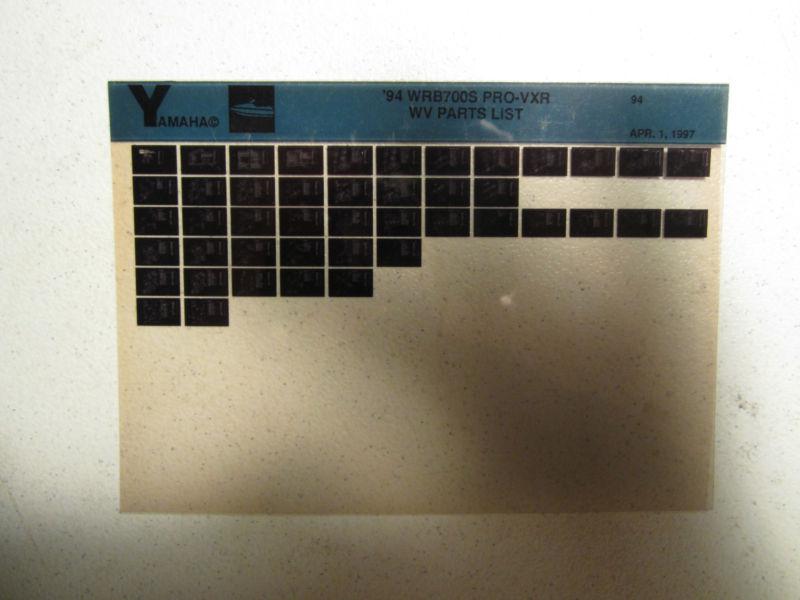 YAMAHA©
'94 WRB700S PRO-VXR
WV PARTS LIST
94
APR. 1, 1997